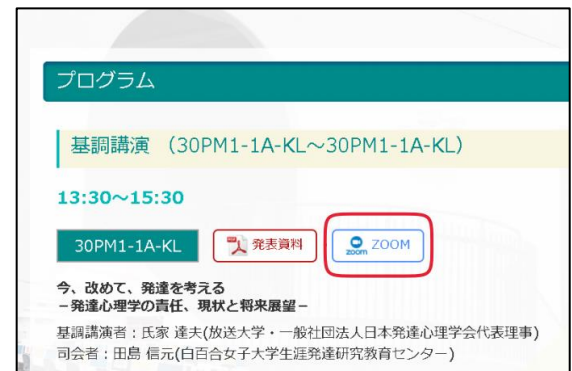 プログラム
基調講演 （30PM1-1A-KL～30PM1-1A-KL）
13:30～15:30
30PM1-1A-KL 発表資料 zoom ZOOM
今、改めて、発達を考える
－発達心理学の責任、現状と将来展望－
基調講演者：氏家 達夫(放送大学・一般社団法人日本発達心理学会代表理事)
司会者：田島 信元(白百合女子大学生涯発達研究教育センター)